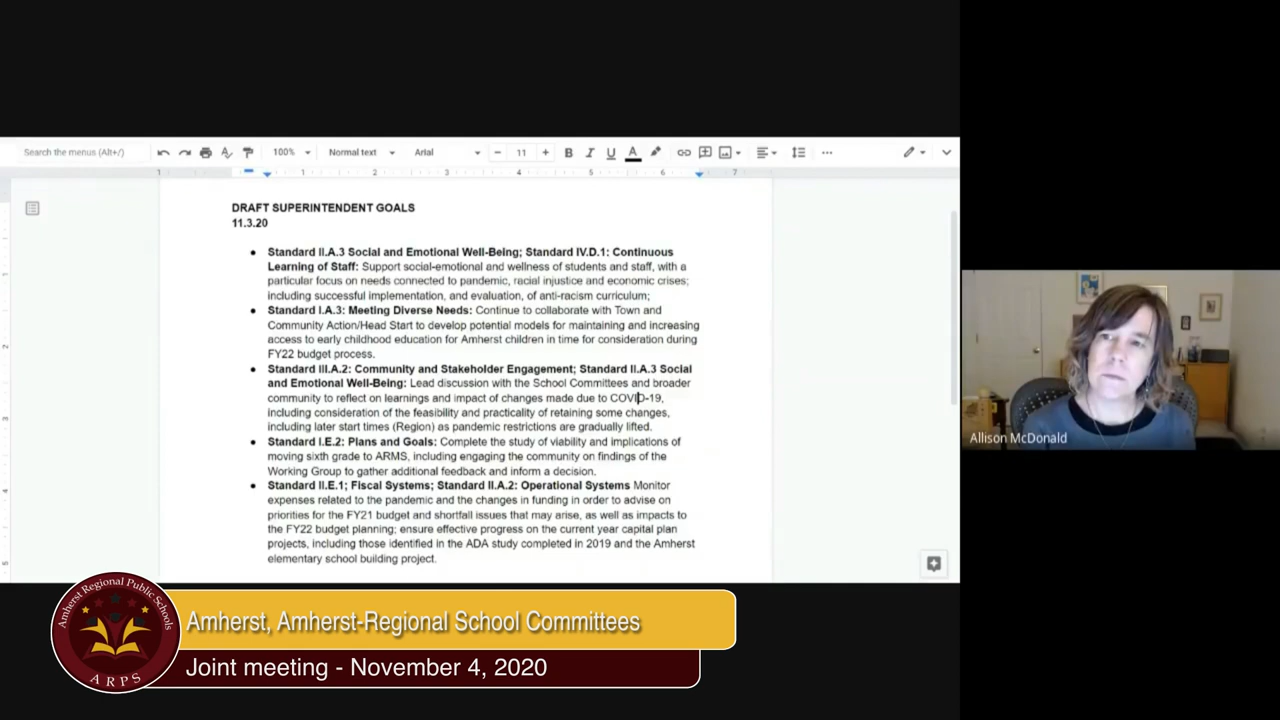 Search the menus (Alt+/)
100%
Normal text
Arial
11
B I U A
1 1 2 3 4 5 6 7
DRAFT SUPERINTENDENT GOALS
11.3.20
Standard II.A.3 Social and Emotional Well-Being; Standard IV.D.1: Continuous
Learning of Staff: Support social-emotional and wellness of students and staff, with a
particular focus on needs connected to pandemic, racial injustice and economic crises;
including successful implementation, and evaluation, of anti-racism curriculum;
Standard I.A.3: Meeting Diverse Needs: Continue to collaborate with Town and
Community Action/Head Start to develop potential models for maintaining and increasing
access to early childhood education for Amherst children in time for consideration during
FY22 budget process.
Standard III.A.2: Community and Stakeholder Engagement; Standard II.A.3 Social
and Emotional Well-Being: Lead discussion with the School Committees and broader
community to reflect on learnings and impact of changes made due to COVID-19,
including consideration of the feasibility and practicality of retaining some changes,
including later start times (Region) as pandemic restrictions are gradually lifted.
Standard I.E.2: Plans and Goals: Complete the study of viability and implications of
moving sixth grade to ARMS, including engaging the community on findings of the
Working Group to gather additional feedback and inform a decision.
Standard II.E.1; Fiscal Systems; Standard II.A.2: Operational Systems Monitor
expenses related to the pandemic and the changes in funding in order to advise on
priorities for the FY21 budget and shortfall issues that may arise, as well as impacts to
the FY22 budget planning; ensure effective progress on the current year capital plan
projects, including those identified in the ADA study completed in 2019 and the Amherst
elementary school building project.
Allison McDonald
Amherst Regional Public Schools
ARPS
Amherst, Amherst-Regional School Committees
Joint meeting - November 4, 2020